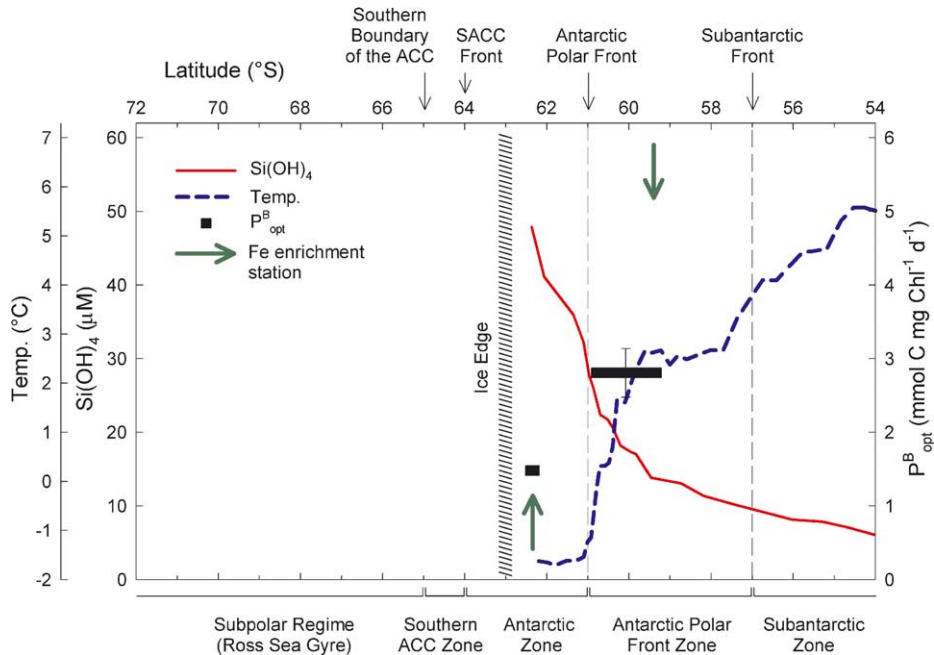 Southern
Boundary
of the ACC
SACC
Front
Antarctic
Polar Front
Subantarctic
Front
Latitude (°S)
72 70 68 66 64 62 60 58 56 54
7 60 6
6
5 50 5
4 40 4
3
2 30 3
1 20 2
0
10 1
-1
-2 0 0
Temp. (°C)
Si(OH)4 (μM)
P^B_opt (mmol C mg Chl⁻¹ d⁻¹)
Si(OH)4
Temp.
P^B_opt
Fe enrichment
station
Ice Edge
Subpolar Regime
(Ross Sea Gyre)
Southern
ACC Zone
Antarctic
Zone
Antarctic Polar
Front Zone
Subantarctic
Zone